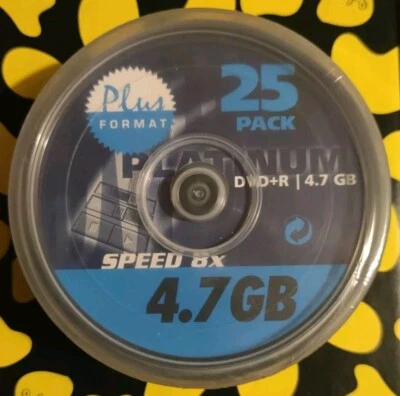 Plus
FORMAT
25
PACK
PLATINUM
DVD+R | 4.7 GB
SPEED 8X
4.7GB